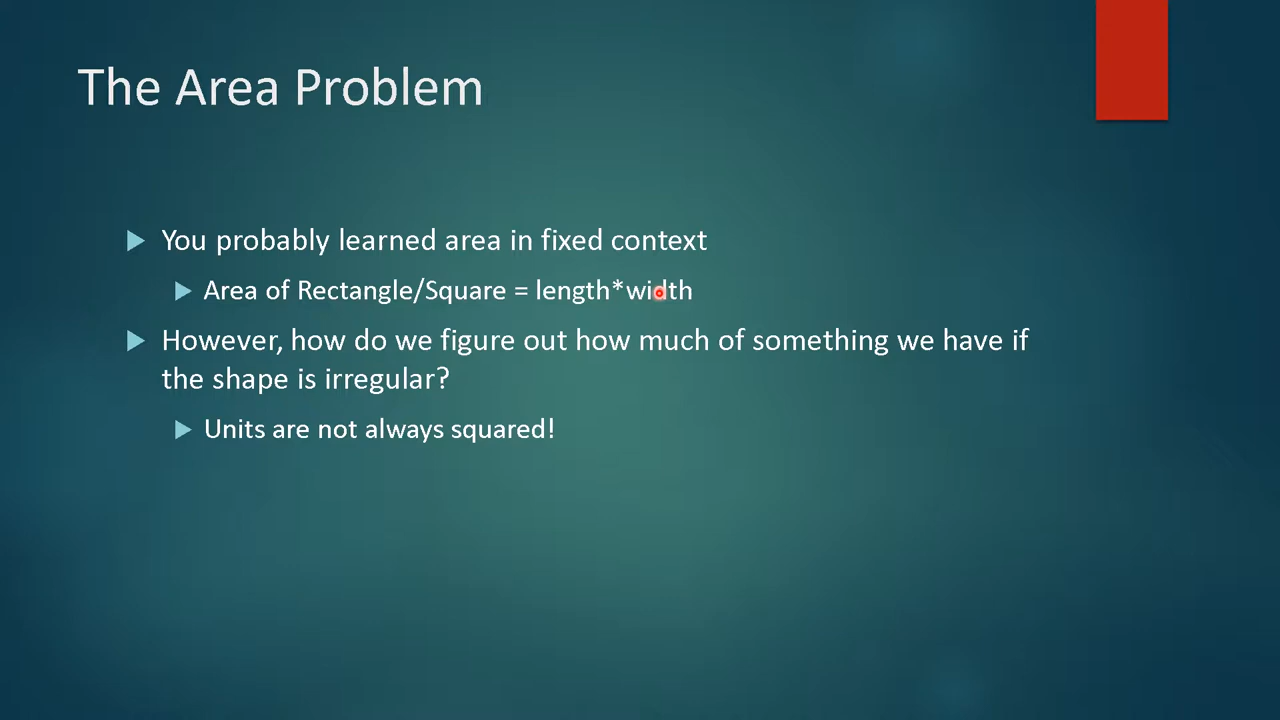 The Area Problem
You probably learned area in fixed context
Area of Rectangle/Square = length*width
However, how do we figure out how much of something we have if
the shape is irregular?
Units are not always squared!